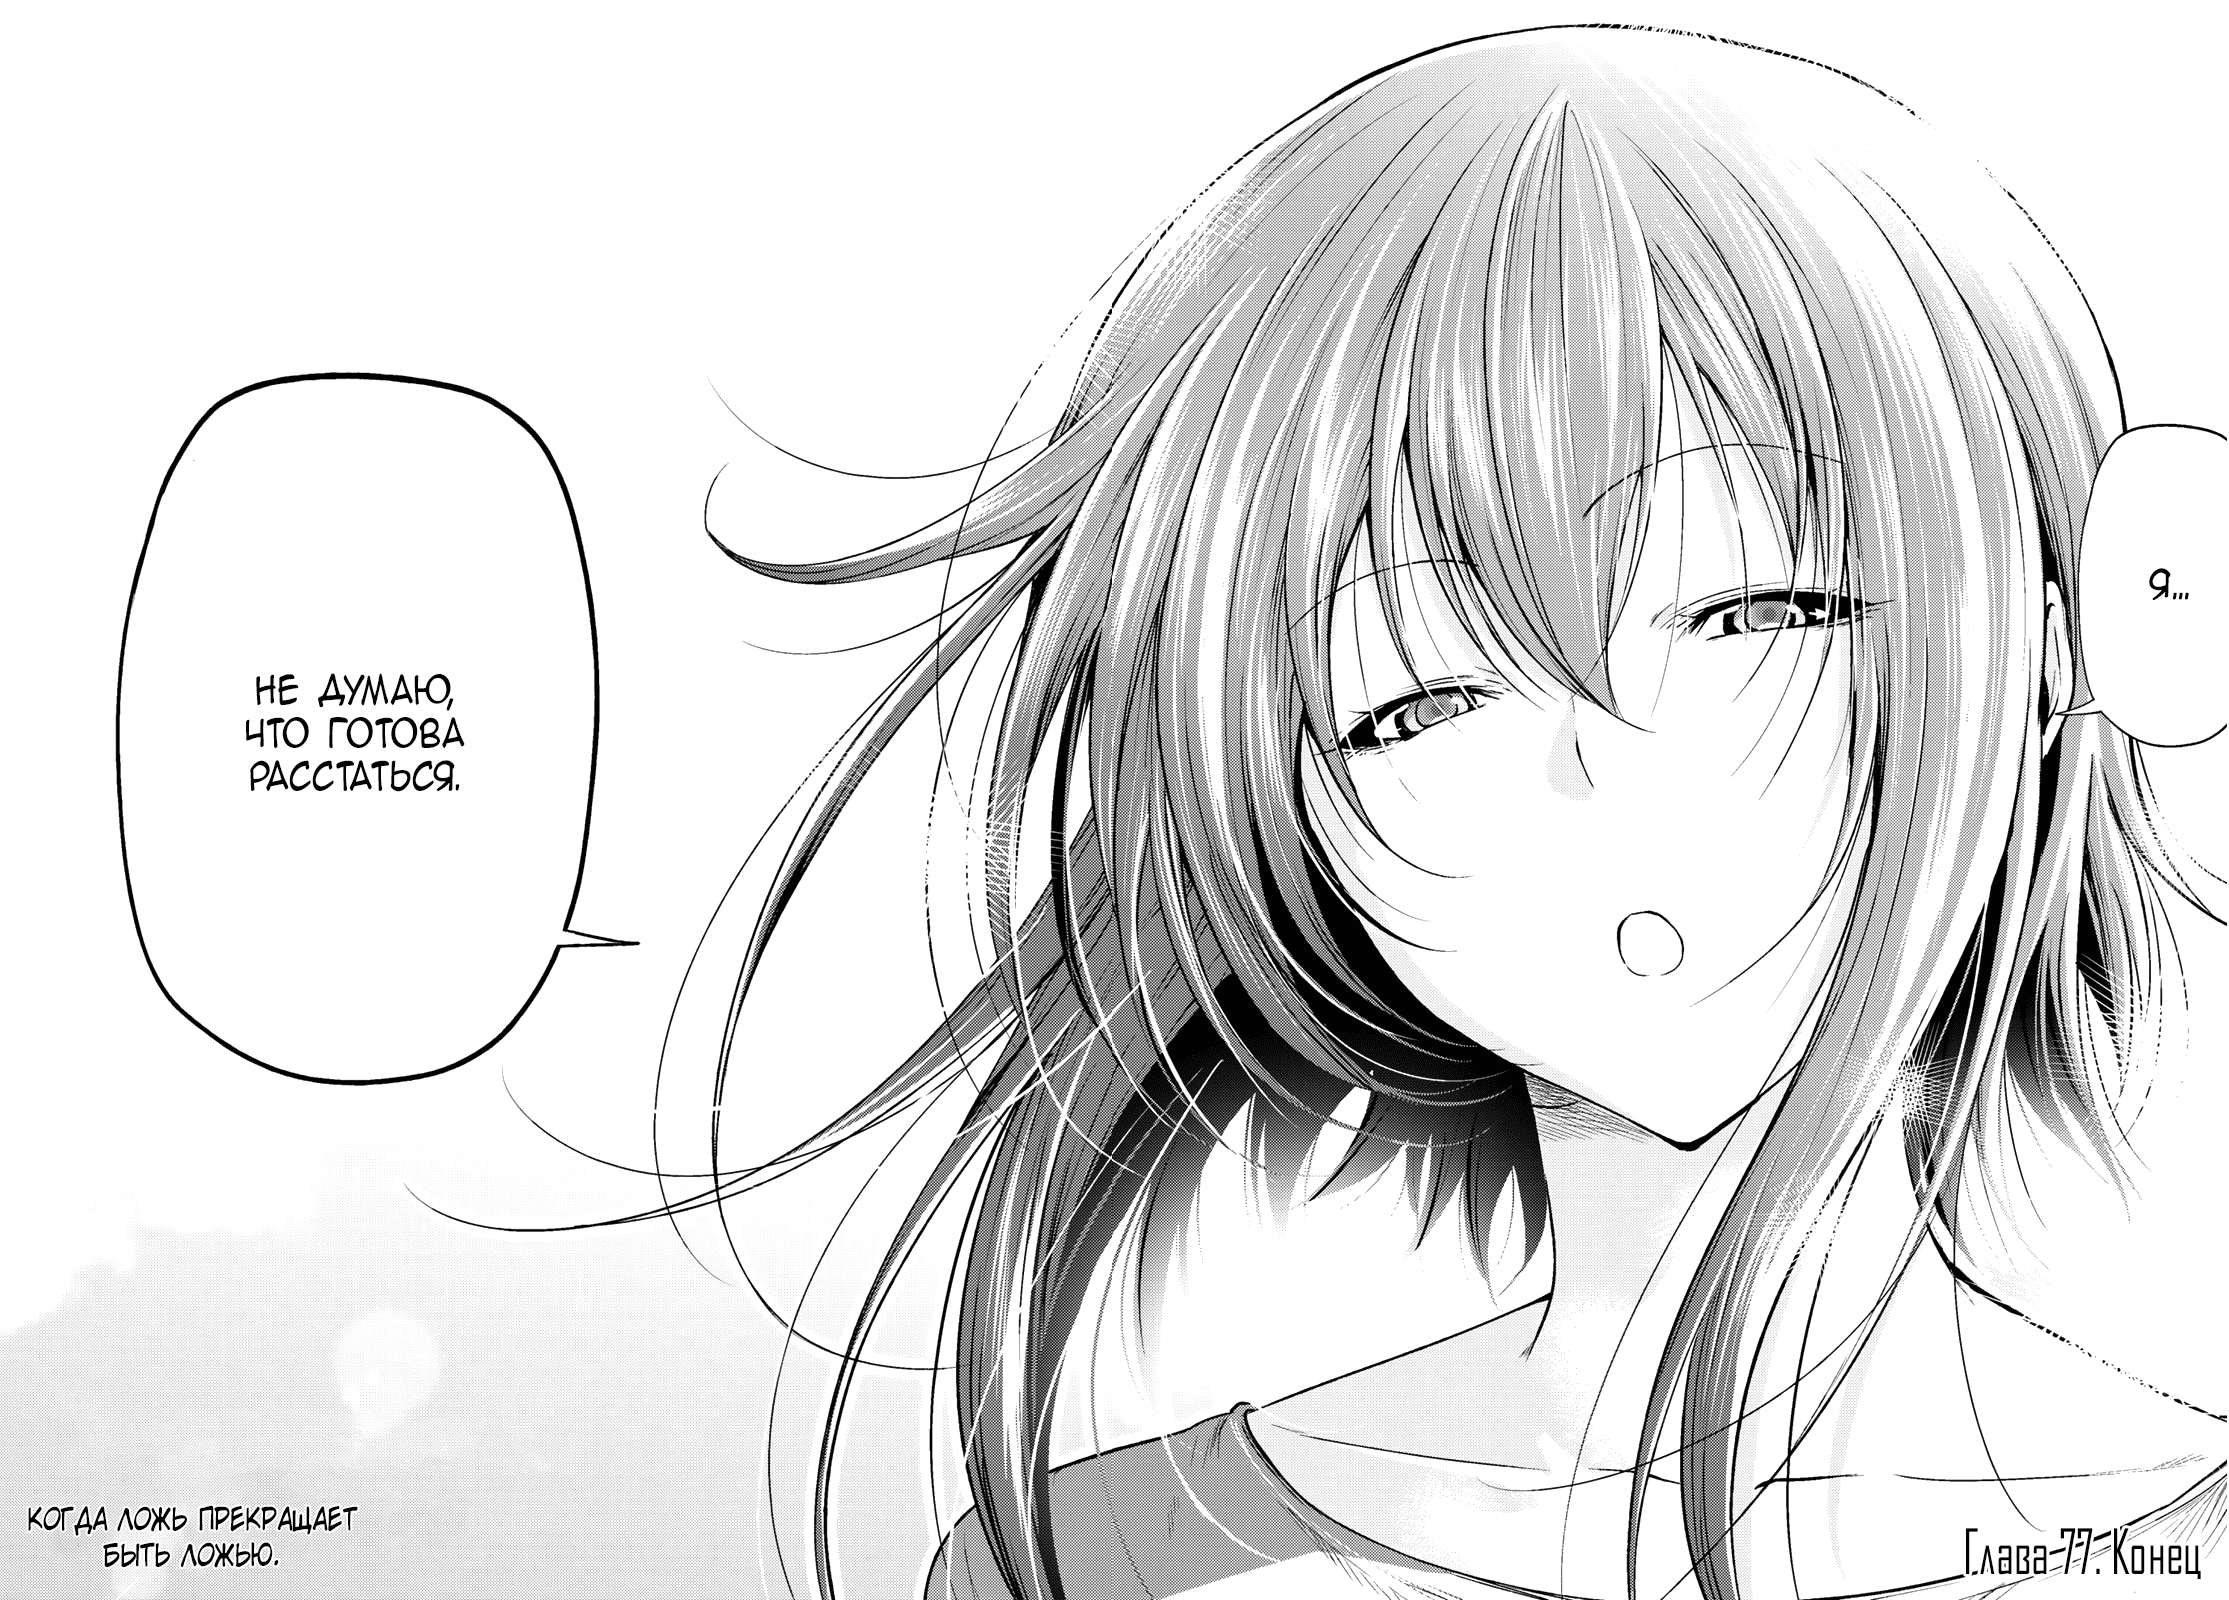 Я...
НЕ ДУМАЮ,
ЧТО ГОТОВА
РАССТАТЬСЯ.
КОГДА ЛОЖЬ ПРЕКРАЩАЕТ
БЫТЬ ЛОЖЬЮ.
Глава 77. Конец